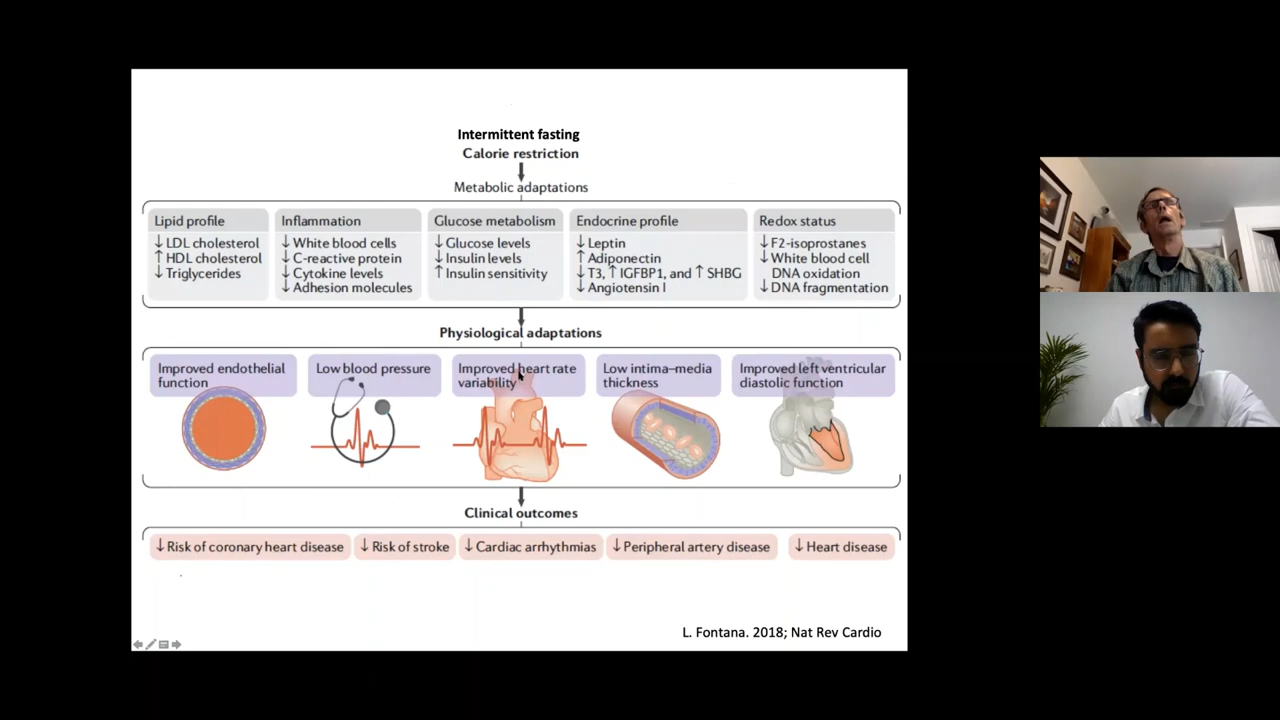 Intermittent fasting
Calorie restriction
Metabolic adaptations
Lipid profile
↓ LDL cholesterol
↑ HDL cholesterol
↓ Triglycerides
Inflammation
↓ White blood cells
↓ C-reactive protein
↓ Cytokine levels
↓ Adhesion molecules
Glucose metabolism
↓ Glucose levels
↓ Insulin levels
↑ Insulin sensitivity
Endocrine profile
↓ Leptin
↑ Adiponectin
↓ T3, ↑ IGFBP1, and ↑ SHBG
↓ Angiotensin I
Redox status
↓ F2-isoprostanes
↓ White blood cell
DNA oxidation
↓ DNA fragmentation
Physiological adaptations
Improved endothelial
function
Low blood pressure
Improved heart rate
variability
Low intima–media
thickness
Improved left ventricular
diastolic function
Clinical outcomes
↓ Risk of coronary heart disease
↓ Risk of stroke
↓ Cardiac arrhythmias
↓ Peripheral artery disease
↓ Heart disease
L. Fontana. 2018; Nat Rev Cardio